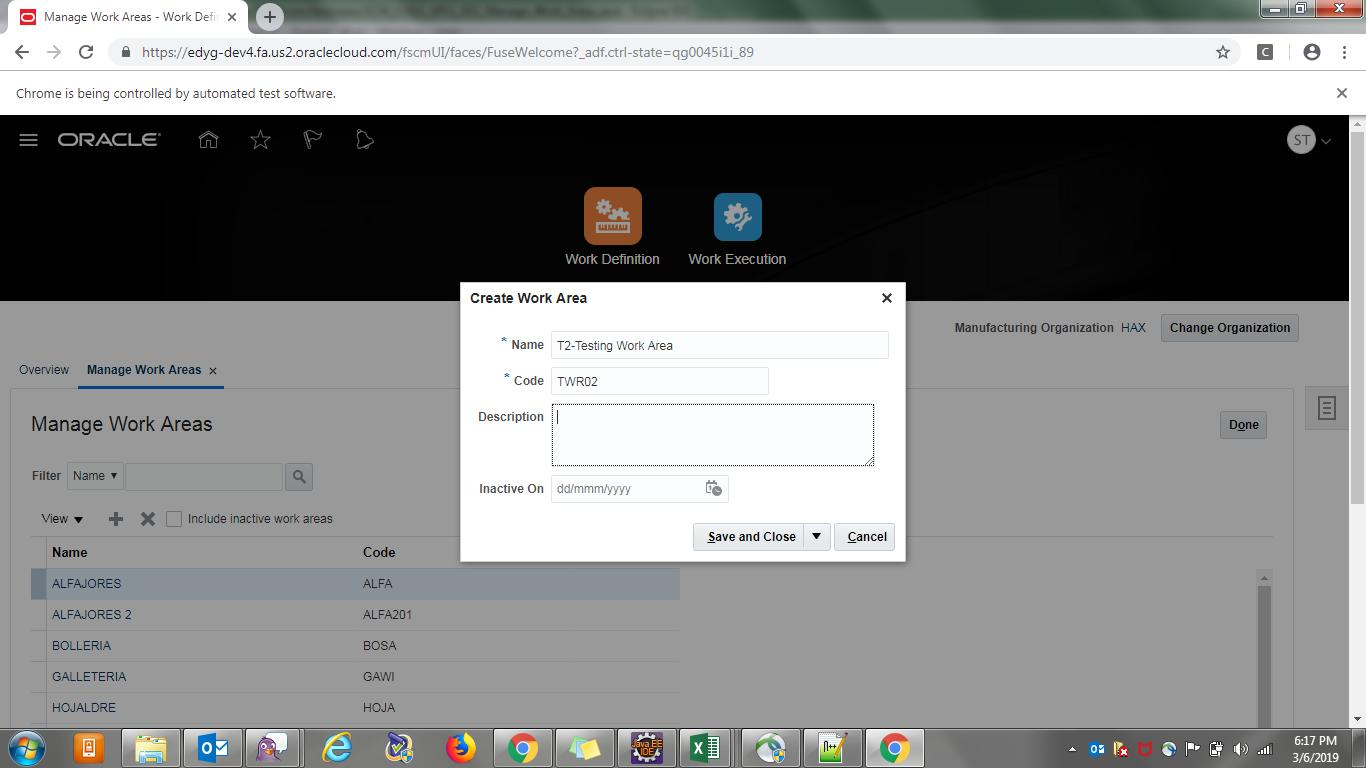 Manage Work Areas - Work Defin
https://edyg-dev4.fa.us2.oraclecloud.com/fscmUI/faces/FuseWelcome?_adf.ctrl-state=qg0045i1i_89
C
Chrome is being controlled by automated test software.
ORACLE
ST
Work Definition
Work Execution
Create Work Area
* Name T2-Testing Work Area
* Code TWR02
Description
Inactive On dd/mmm/yyyy
Save and Close
Cancel
Manufacturing Organization HAX Change Organization
Overview
Manage Work Areas
Manage Work Areas
Done
Filter Name
View
Include inactive work areas
Name Code
ALFAJORES ALFA
ALFAJORES 2 ALFA201
BOLLERIA BOSA
GALLETERIA GAWI
HOJALDRE HOJA
Java EE
IDE
6:17 PM
3/6/2019